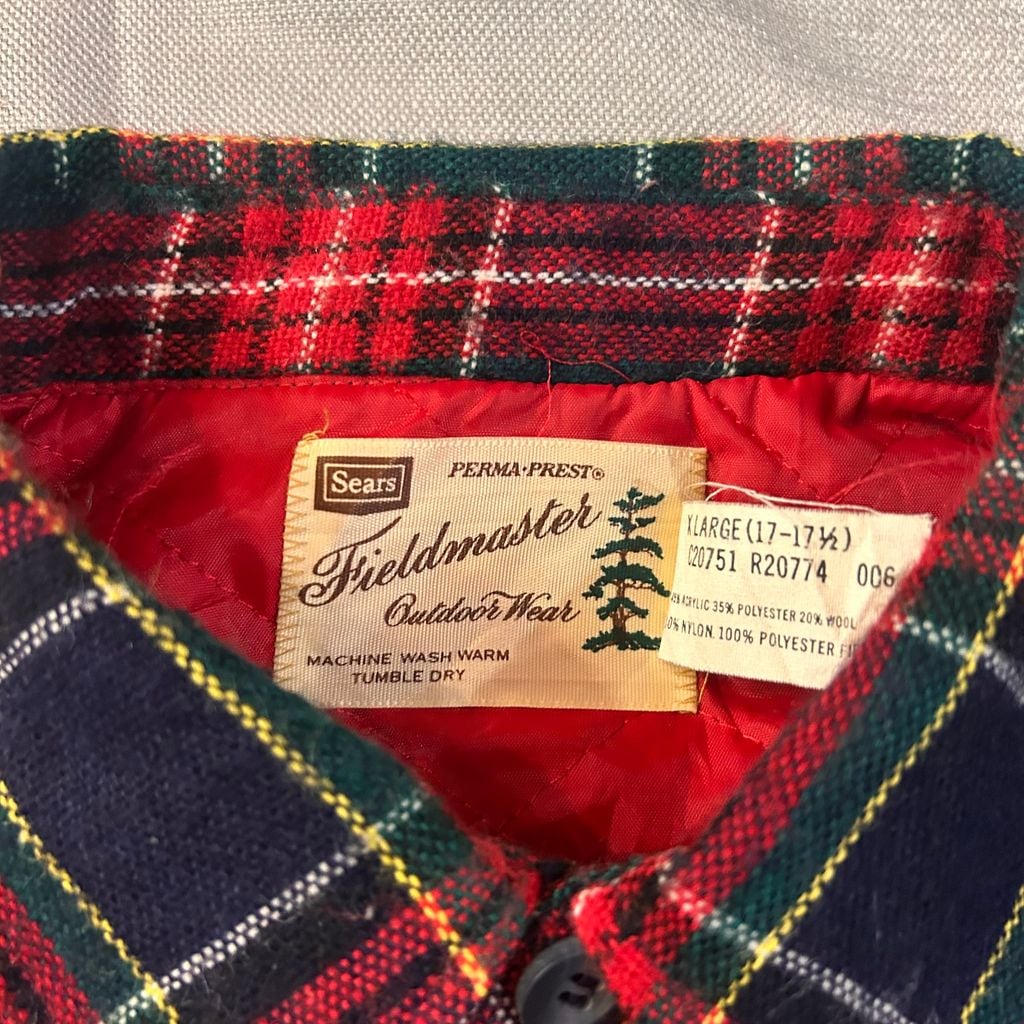 Sears
PERMA·PREST®
Fieldmaster
Outdoor Wear
MACHINE WASH WARM
TUMBLE DRY
XLARGE (17-17½)
C20751 R20774 006
ACRYLIC 35% POLYESTER 20% WOOL
NYLON. 100% POLYESTER